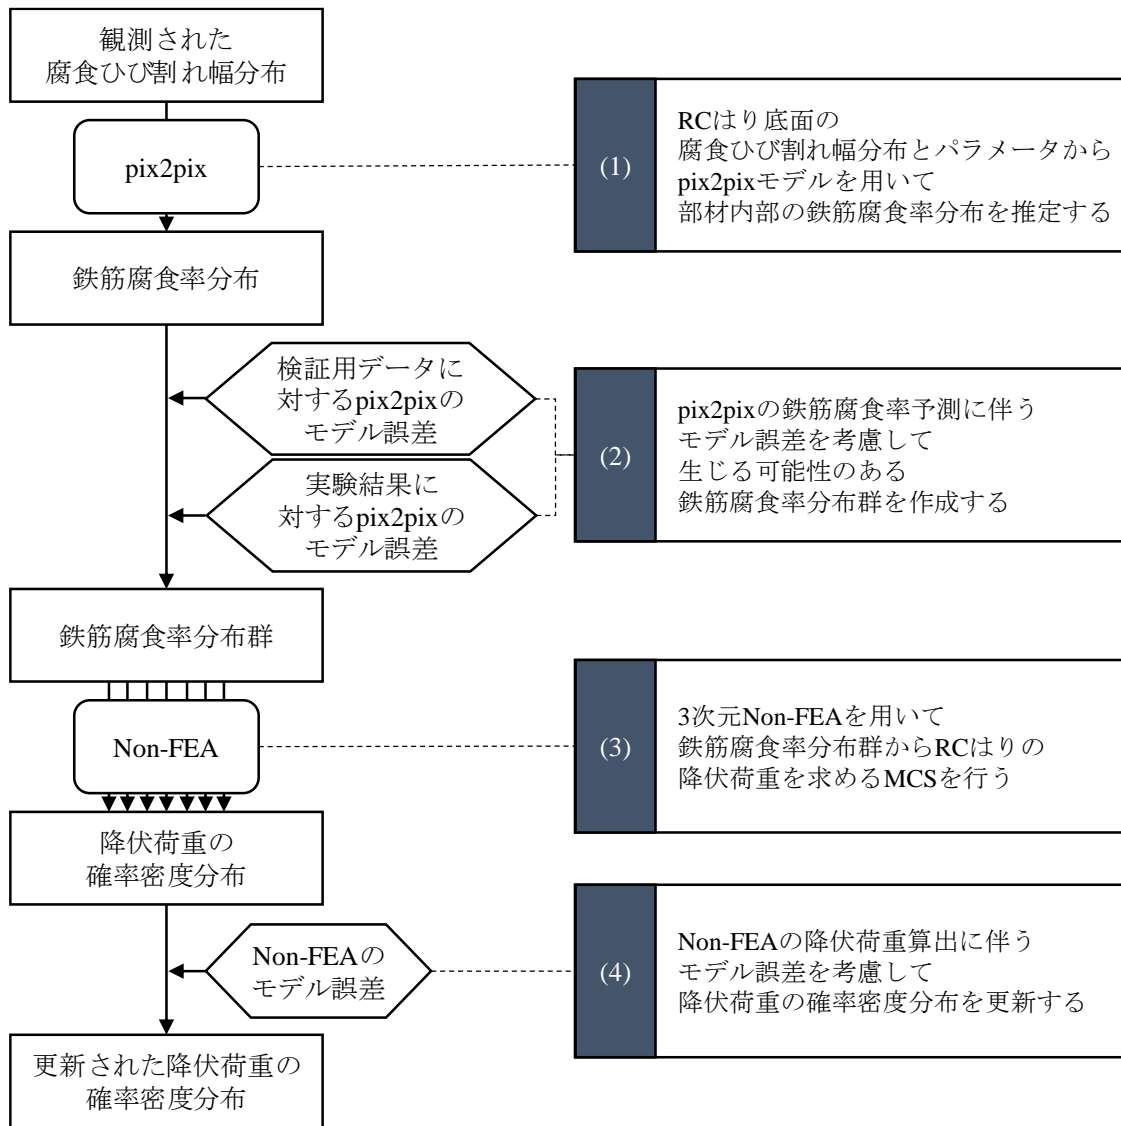 観測された
腐食ひび割れ幅分布
pix2pix
(1)
RCはり底面の
腐食ひび割れ幅分布とパラメータから
pix2pixモデルを用いて
部材内部の鉄筋腐食率分布を推定する
鉄筋腐食率分布
検証用データに
対するpix2pixの
モデル誤差
実験結果に
対するpix2pixの
モデル誤差
(2)
pix2pixの鉄筋腐食率予測に伴う
モデル誤差を考慮して
生じる可能性のある
鉄筋腐食率分布群を作成する
鉄筋腐食率分布群
Non-FEA
(3)
3次元Non-FEAを用いて
鉄筋腐食率分布群からRCはりの
降伏荷重を求めるMCSを行う
降伏荷重の
確率密度分布
Non-FEAの
モデル誤差
(4)
Non-FEAの降伏荷重算出に伴う
モデル誤差を考慮して
降伏荷重の確率密度分布を更新する
更新された降伏荷重の
確率密度分布